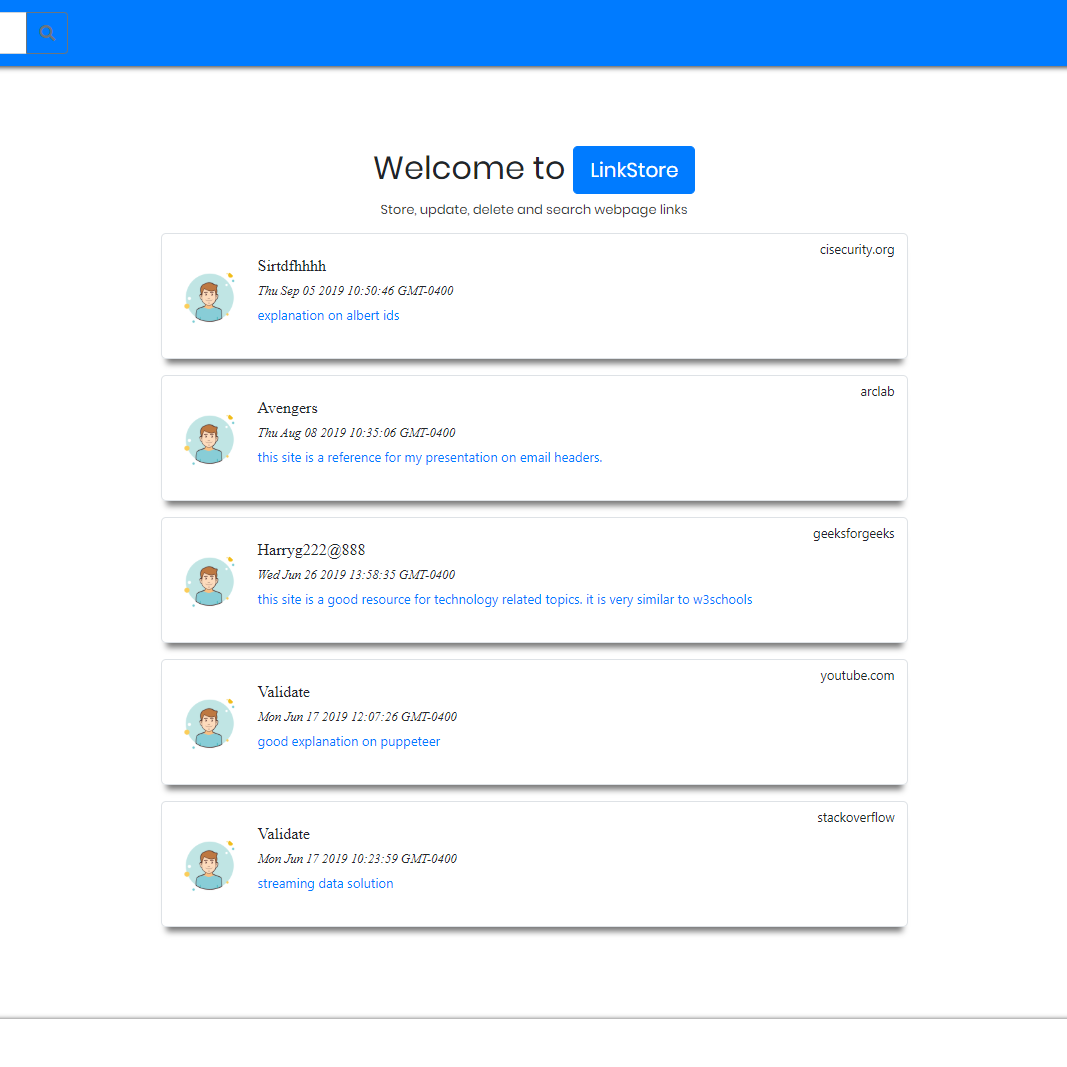 Welcome to LinkStore
Store, update, delete and search webpage links
cisecurity.org
Sirtdfhhhh
Thu Sep 05 2019 10:50:46 GMT-0400
explanation on albert ids
arclab
Avengers
Thu Aug 08 2019 10:35:06 GMT-0400
this site is a reference for my presentation on email headers.
geeksforgeeks
Harryg222@888
Wed Jun 26 2019 13:58:35 GMT-0400
this site is a good resource for technology related topics. it is very similar to w3schools
youtube.com
Validate
Mon Jun 17 2019 12:07:26 GMT-0400
good explanation on puppeteer
stackoverflow
Validate
Mon Jun 17 2019 10:23:59 GMT-0400
streaming data solution